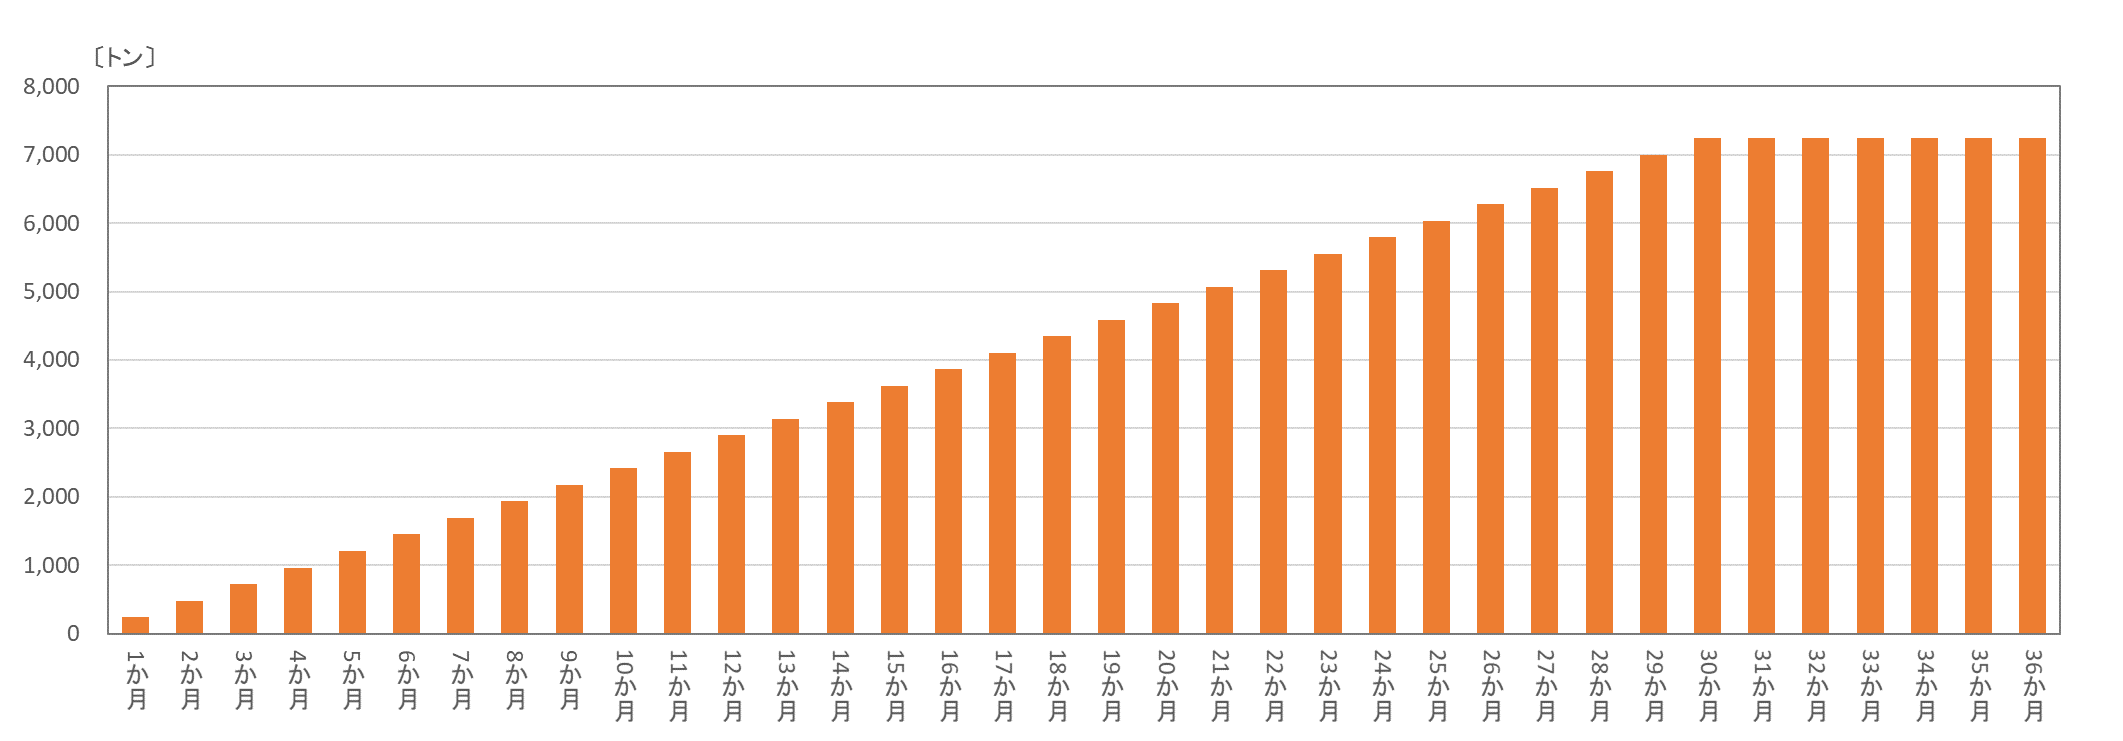 〔トン〕
8,000
7,000
6,000
5,000
4,000
3,000
2,000
1,000
0
1か月
2か月
3か月
4か月
5か月
6か月
7か月
8か月
9か月
10か月
11か月
12か月
13か月
14か月
15か月
16か月
17か月
18か月
19か月
20か月
21か月
22か月
23か月
24か月
25か月
26か月
27か月
28か月
29か月
30か月
31か月
32か月
33か月
34か月
35か月
36か月